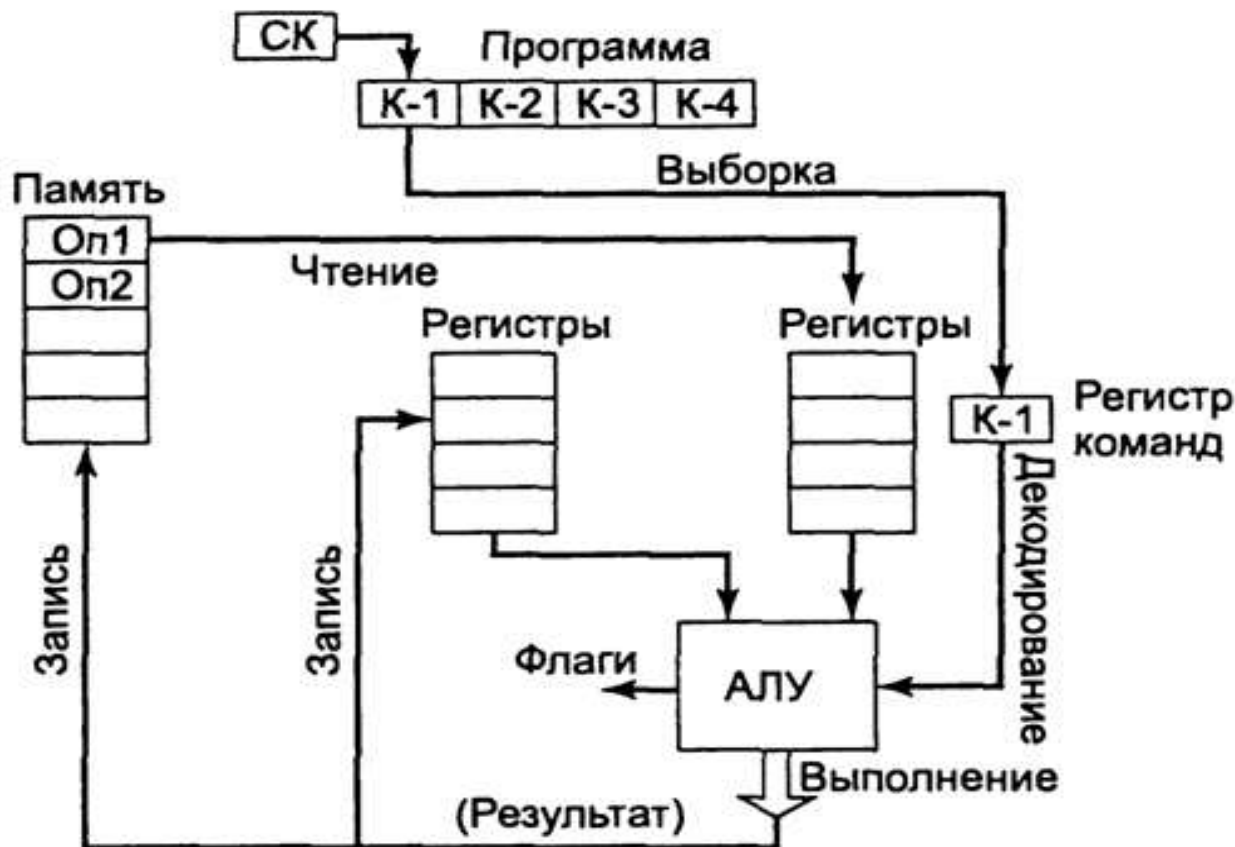 СК
Программа
К-1 К-2 К-3 К-4
Выборка
Память
Оп1
Оп2
Чтение
Регистры
Регистры
К-1
Регистр
команд
Декодирование
Запись
Запись
Флаги
АЛУ
Выполнение
(Результат)